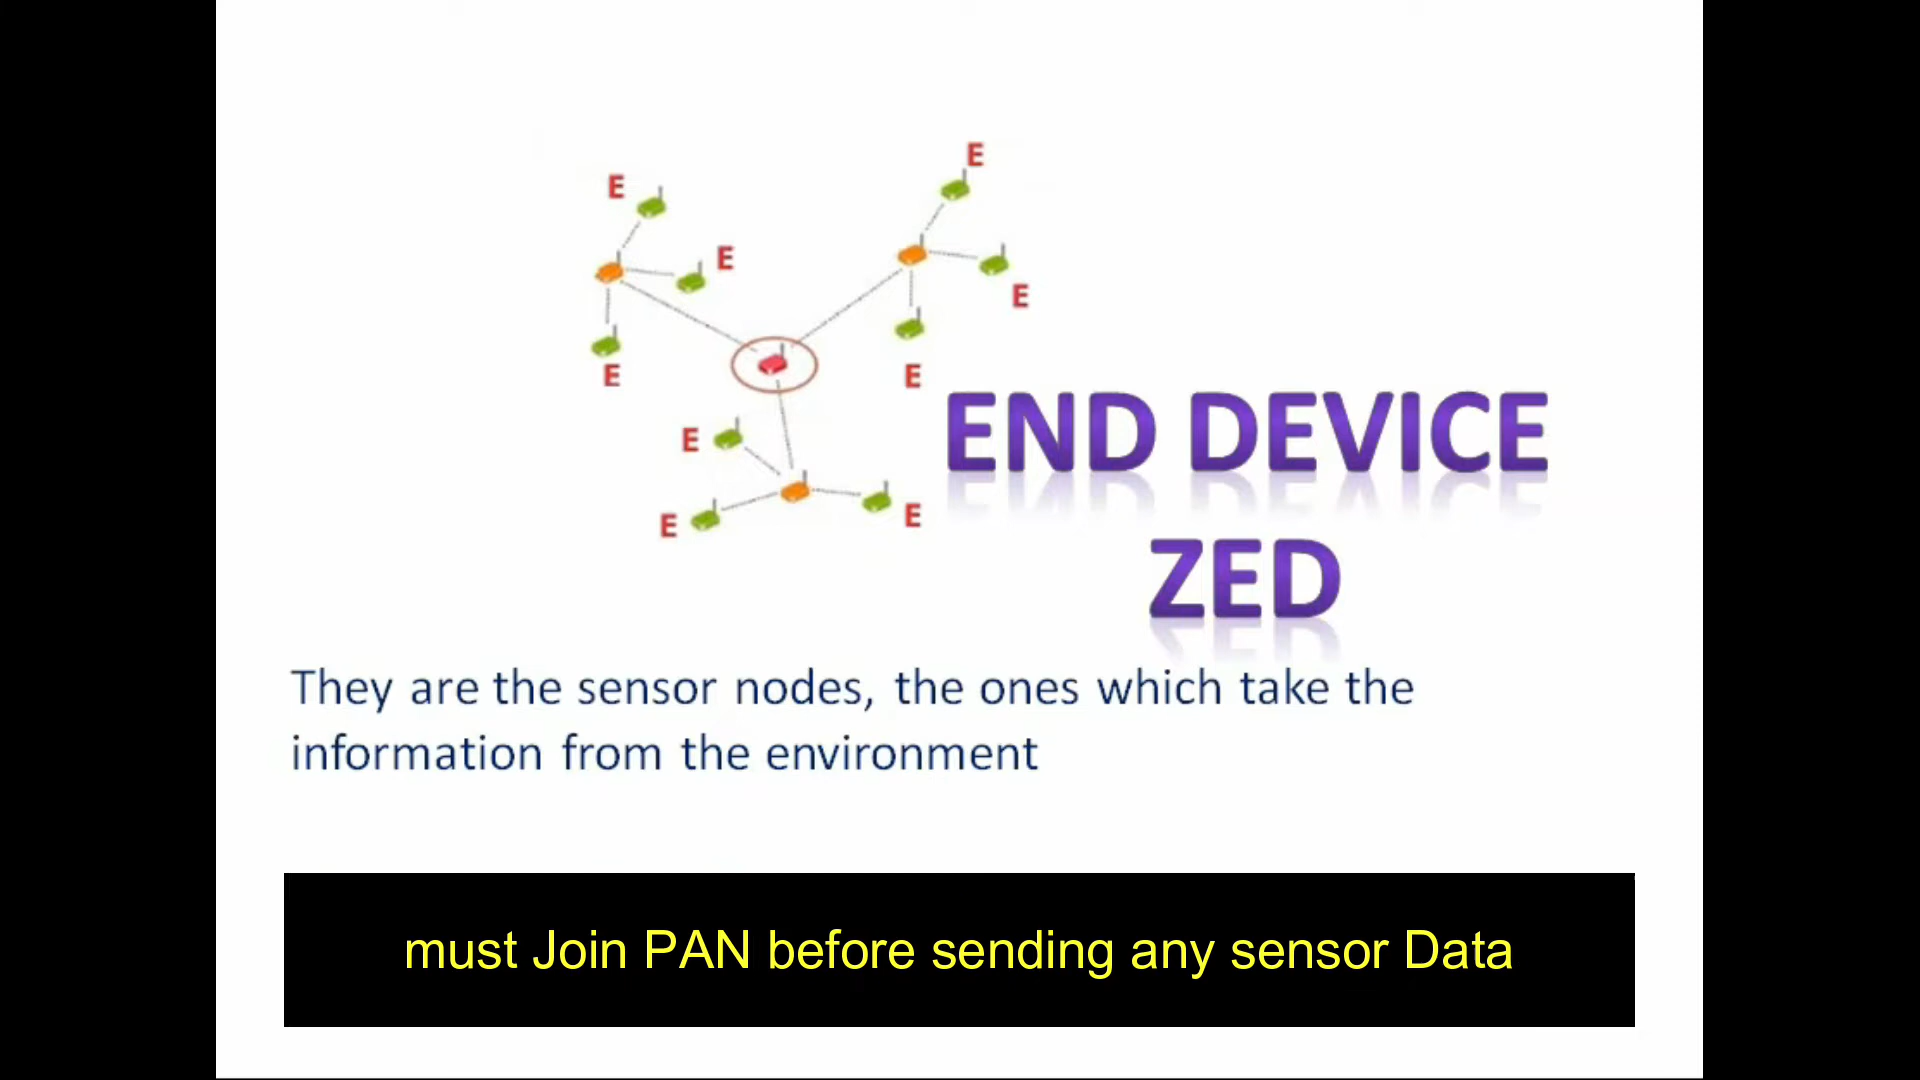 E
E
E
E
E
E
E
E
E
END DEVICE
ZED
They are the sensor nodes, the ones which take the
information from the environment
must Join PAN before sending any sensor Data